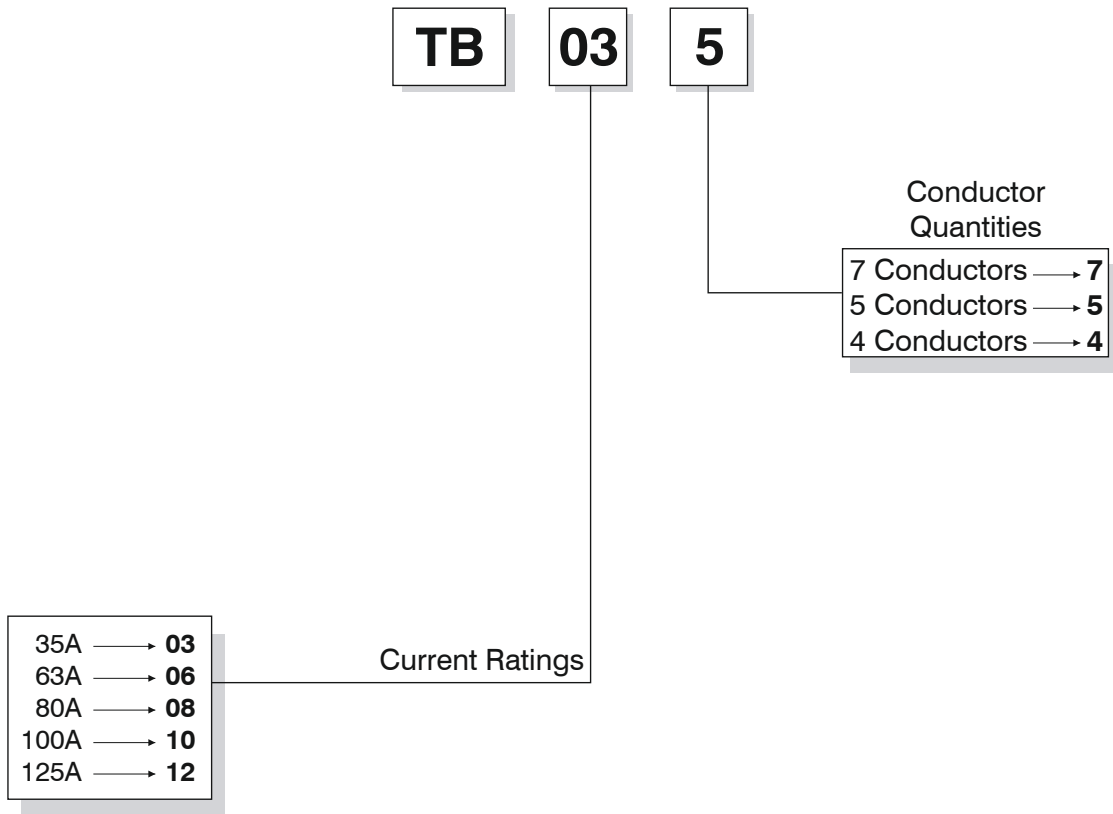 TB 03 5
Conductor
Quantities
7 Conductors → 7
5 Conductors → 5
4 Conductors → 4
Current Ratings
35A → 03
63A → 06
80A → 08
100A → 10
125A → 12